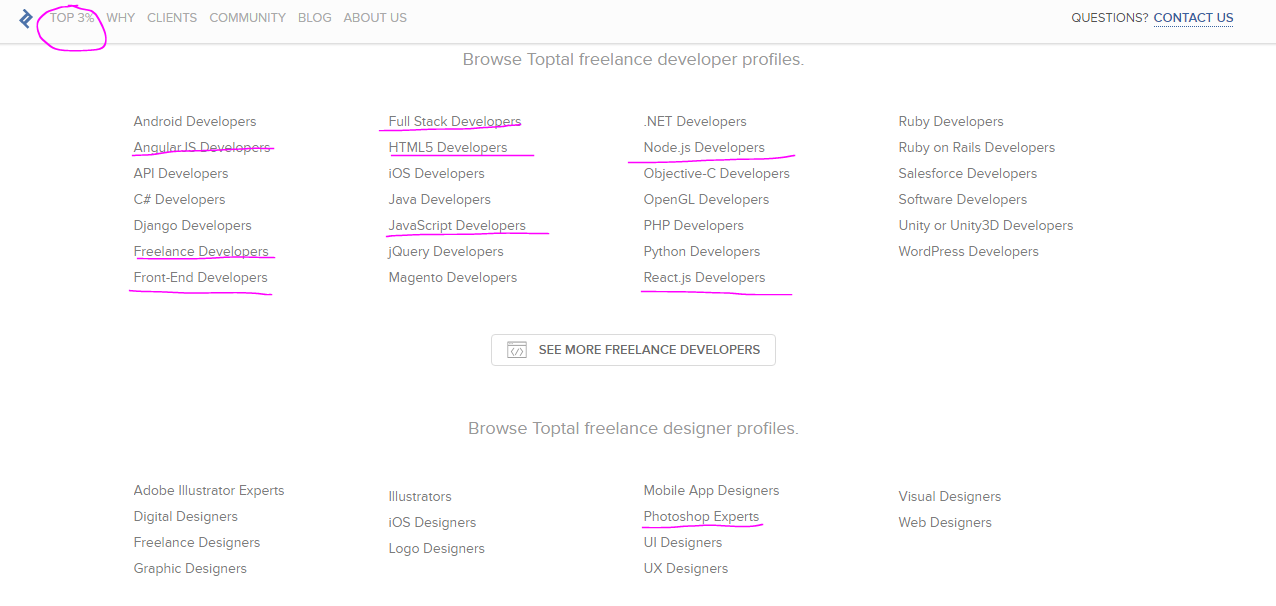 TOP 3% WHY CLIENTS COMMUNITY BLOG ABOUT US QUESTIONS? CONTACT US
Browse Toptal freelance developer profiles.
Android Developers
AngularJS Developers
API Developers
C# Developers
Django Developers
Freelance Developers
Front-End Developers
Full Stack Developers
HTML5 Developers
iOS Developers
Java Developers
JavaScript Developers
jQuery Developers
Magento Developers
.NET Developers
Node.js Developers
Objective-C Developers
OpenGL Developers
PHP Developers
Python Developers
React.js Developers
Ruby Developers
Ruby on Rails Developers
Salesforce Developers
Software Developers
Unity or Unity3D Developers
WordPress Developers
SEE MORE FREELANCE DEVELOPERS
Browse Toptal freelance designer profiles.
Adobe Illustrator Experts
Digital Designers
Freelance Designers
Graphic Designers
Illustrators
iOS Designers
Logo Designers
Mobile App Designers
Photoshop Experts
UI Designers
UX Designers
Visual Designers
Web Designers